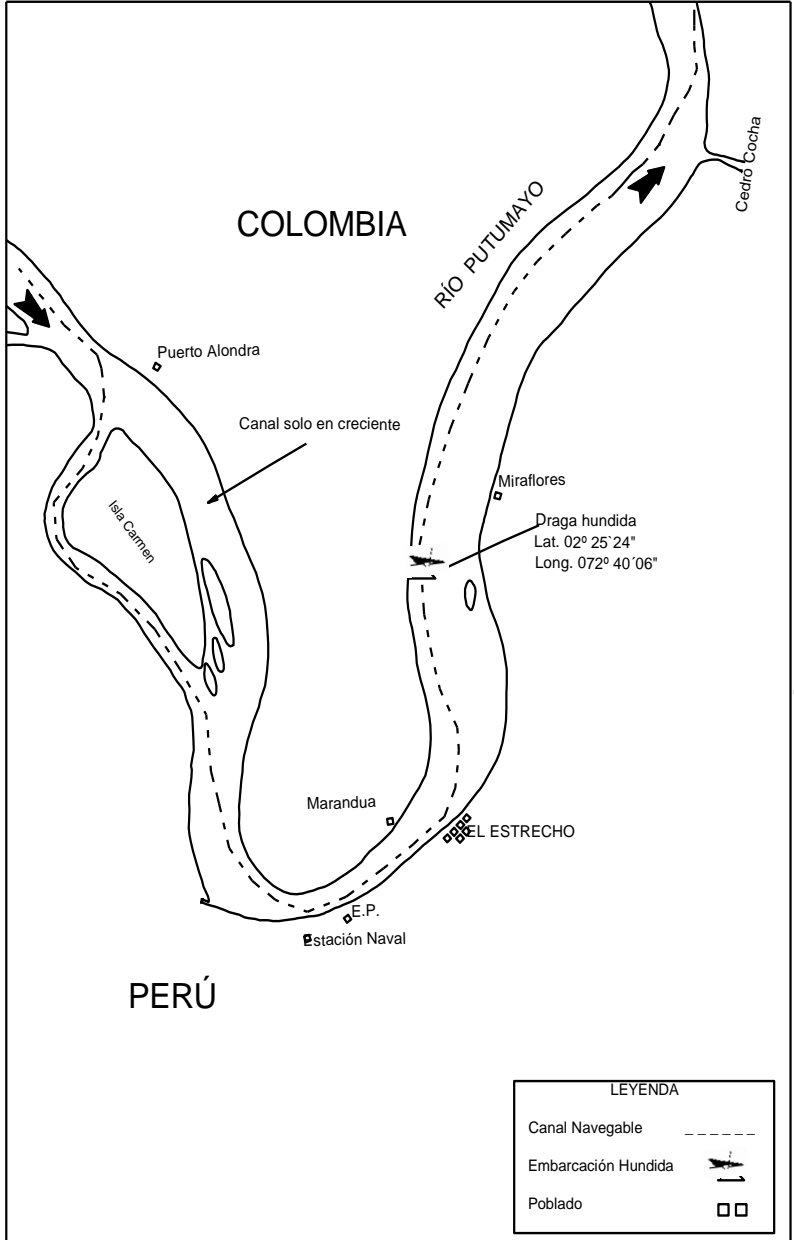 Cedro Cocha
COLOMBIA
RÍO PUTUMAYO
Puerto Alondra
Canal solo en creciente
Isla Carmen
Miraflores
Draga hundida
Lat. 02º 25`24"
Long. 072º 40´06"
Marandua
EL ESTRECHO
E.P.
Estación Naval
PERÚ
LEYENDA
Canal Navegable
Embarcación Hundida
Poblado